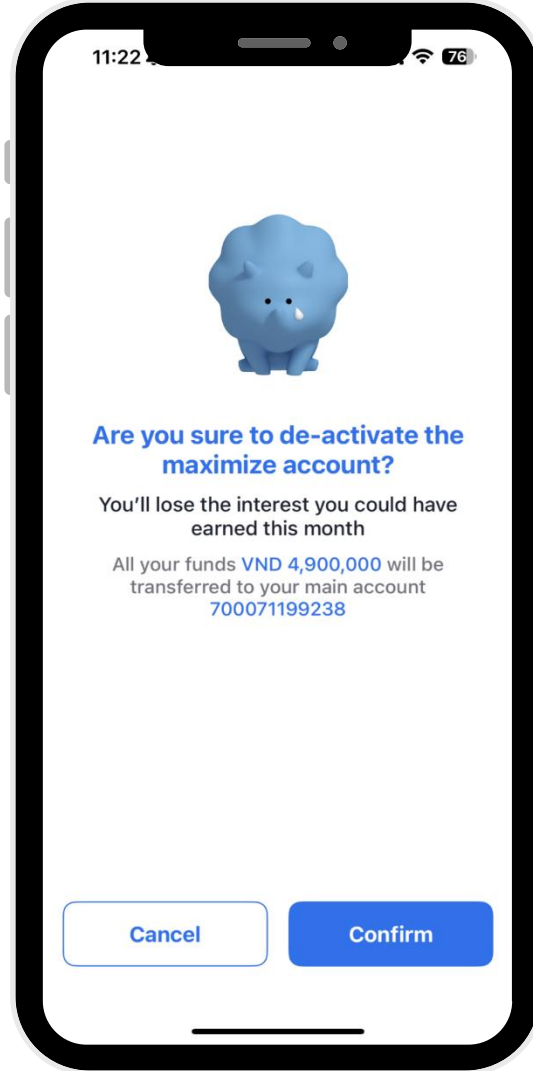 11:22
76
Are you sure to de-activate the
maximize account?
You'll lose the interest you could have
earned this month
All your funds VND 4,900,000 will be
transferred to your main account
700071199238
Cancel
Confirm